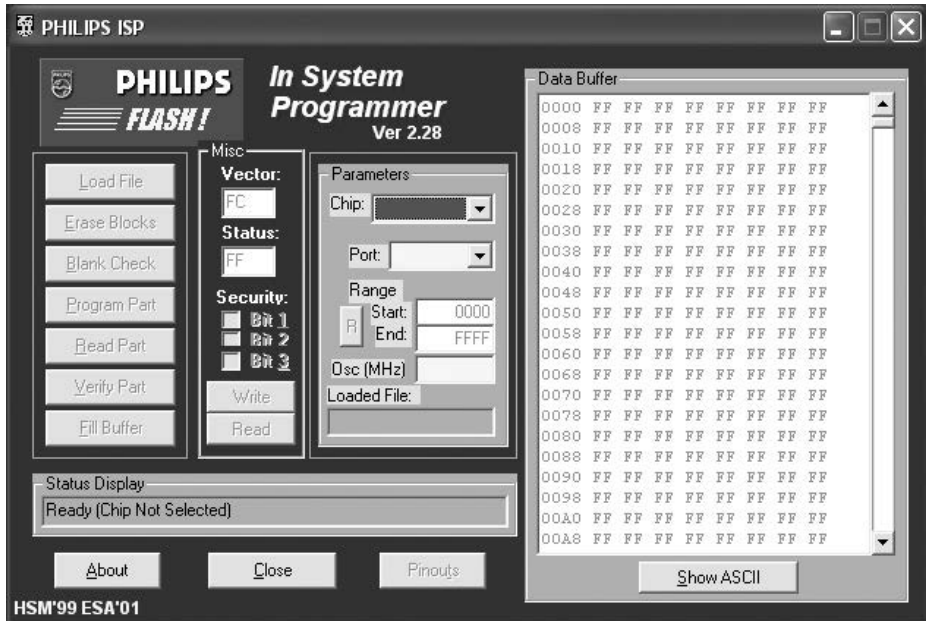 PHILIPS ISP
PHILIPS
FLASH!
In System
Programmer
Ver 2.28
Load File
Erase Blocks
Blank Check
Program Part
Read Part
Verify Part
Fill Buffer
Misc
Vector:
FC
Status:
FF
Security:
Bit 1
Bit 2
Bit 3
Write
Read
Parameters
Chip:
Port:
Range
R
Start: 0000
End: FFFF
Osc (MHz)
Loaded File:
Status Display
Ready (Chip Not Selected)
About
Close
Pinouts
HSM'99 ESA'01
Data Buffer
0000 FF FF FF FF FF FF FF FF
0008 FF FF FF FF FF FF FF FF
0010 FF FF FF FF FF FF FF FF
0018 FF FF FF FF FF FF FF FF
0020 FF FF FF FF FF FF FF FF
0028 FF FF FF FF FF FF FF FF
0030 FF FF FF FF FF FF FF FF
0038 FF FF FF FF FF FF FF FF
0040 FF FF FF FF FF FF FF FF
0048 FF FF FF FF FF FF FF FF
0050 FF FF FF FF FF FF FF FF
0058 FF FF FF FF FF FF FF FF
0060 FF FF FF FF FF FF FF FF
0068 FF FF FF FF FF FF FF FF
0070 FF FF FF FF FF FF FF FF
0078 FF FF FF FF FF FF FF FF
0080 FF FF FF FF FF FF FF FF
0088 FF FF FF FF FF FF FF FF
0090 FF FF FF FF FF FF FF FF
0098 FF FF FF FF FF FF FF FF
00A0 FF FF FF FF FF FF FF FF
00A8 FF FF FF FF FF FF FF FF
Show ASCII